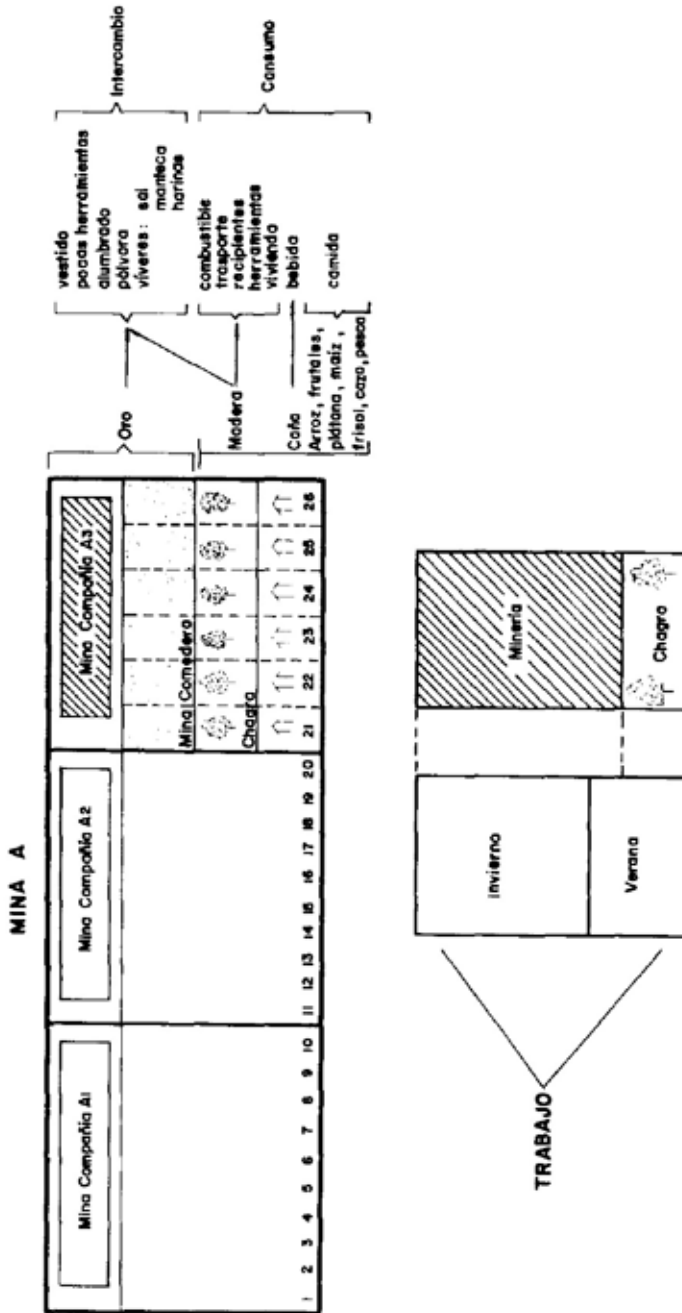 MINA A
Mina Compañía A1
Mina Compañía A2
Mina Compañía A3
Mina Comedera
Chagra
1 2 3 4 5 6 7 8 9 10
11 12 13 14 15 16 17 18 19 20
21 22 23 24 25 26
Oro
Madera
Caña
Arroz, frutales,
plátana, maíz,
frisol, caza, pesca
vestido
pocas herramientas
alumbrado
pólvora
víveres: sal
manteca
harinas
combustible
trasporte
recipientes
herramientas
vivienda
bebida
camida
Intercambio
Consumo
TRABAJO
Invierno
Verana
Minería
Chagra